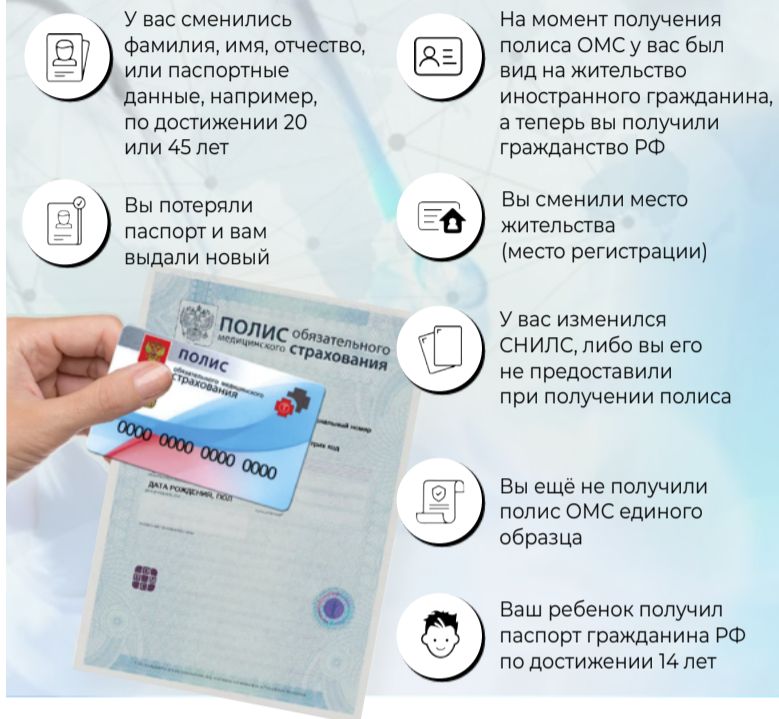 У вас сменились
фамилия, имя, отчество,
или паспортные
данные, например,
по достижении 20
или 45 лет
Вы потеряли
паспорт и вам
выдали новый
На момент получения
полиса ОМС у вас был
вид на жительство
иностранного гражданина,
а теперь вы получили
гражданство РФ
Вы сменили место
жительства
(место регистрации)
У вас изменился
СНИЛС, либо вы его
не предоставили
при получении полиса
Вы ещё не получили
полис ОМС единого
образца
Ваш ребенок получил
паспорт гражданина РФ
по достижении 14 лет
ПОЛИС обязательного
медицинского страхования
ПОЛИС
обязательного медицинского
страхования
0000 0000 0000 0000
ДАТА РОЖДЕНИЯ, ПОЛ